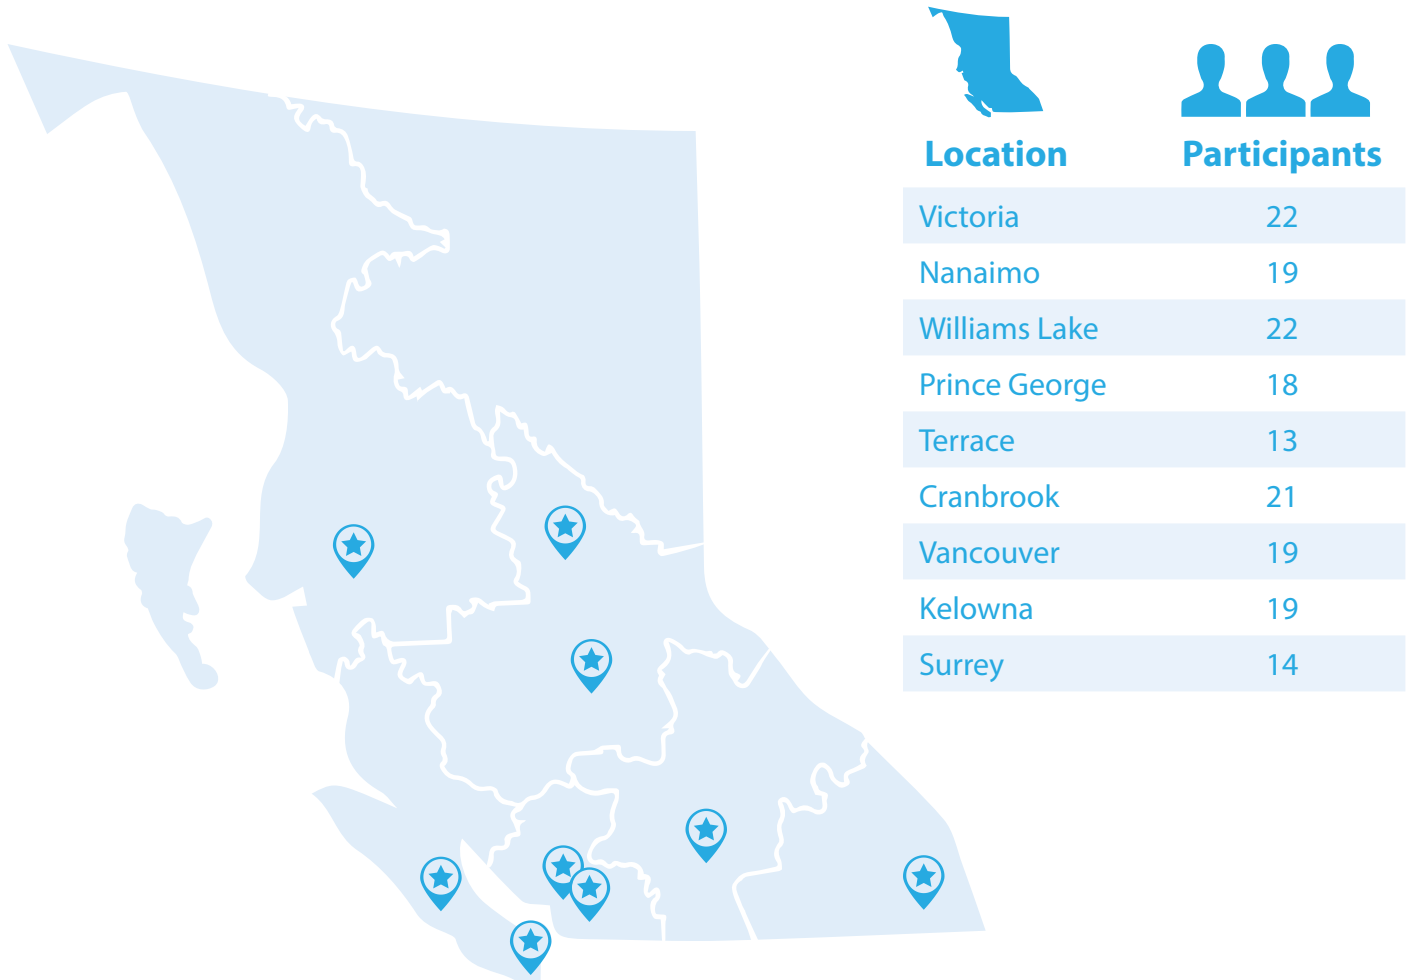 Location Participants
Victoria 22
Nanaimo 19
Williams Lake 22
Prince George 18
Terrace 13
Cranbrook 21
Vancouver 19
Kelowna 19
Surrey 14